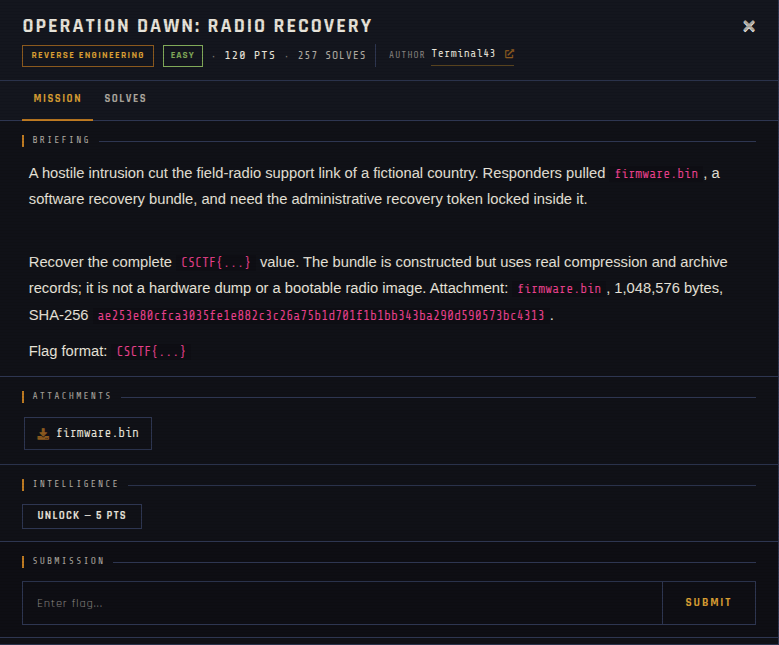 OPERATION DAWN: RADIO RECOVERY
REVERSE ENGINEERING EASY · 120 PTS · 257 SOLVES AUTHOR Terminal43
MISSION SOLVES
BRIEFING
A hostile intrusion cut the field-radio support link of a fictional country. Responders pulled firmware.bin , a
software recovery bundle, and need the administrative recovery token locked inside it.
Recover the complete CSCTF{...} value. The bundle is constructed but uses real compression and archive
records; it is not a hardware dump or a bootable radio image. Attachment: firmware.bin , 1,048,576 bytes,
SHA-256 ae253e80cfca3035fe1e882c3c26a75b1d701f1b1bb343ba290d590573bc4313 .
Flag format: CSCTF{...}
ATTACHMENTS
firmware.bin
INTELLIGENCE
UNLOCK — 5 PTS
SUBMISSION
Enter flag...
SUBMIT